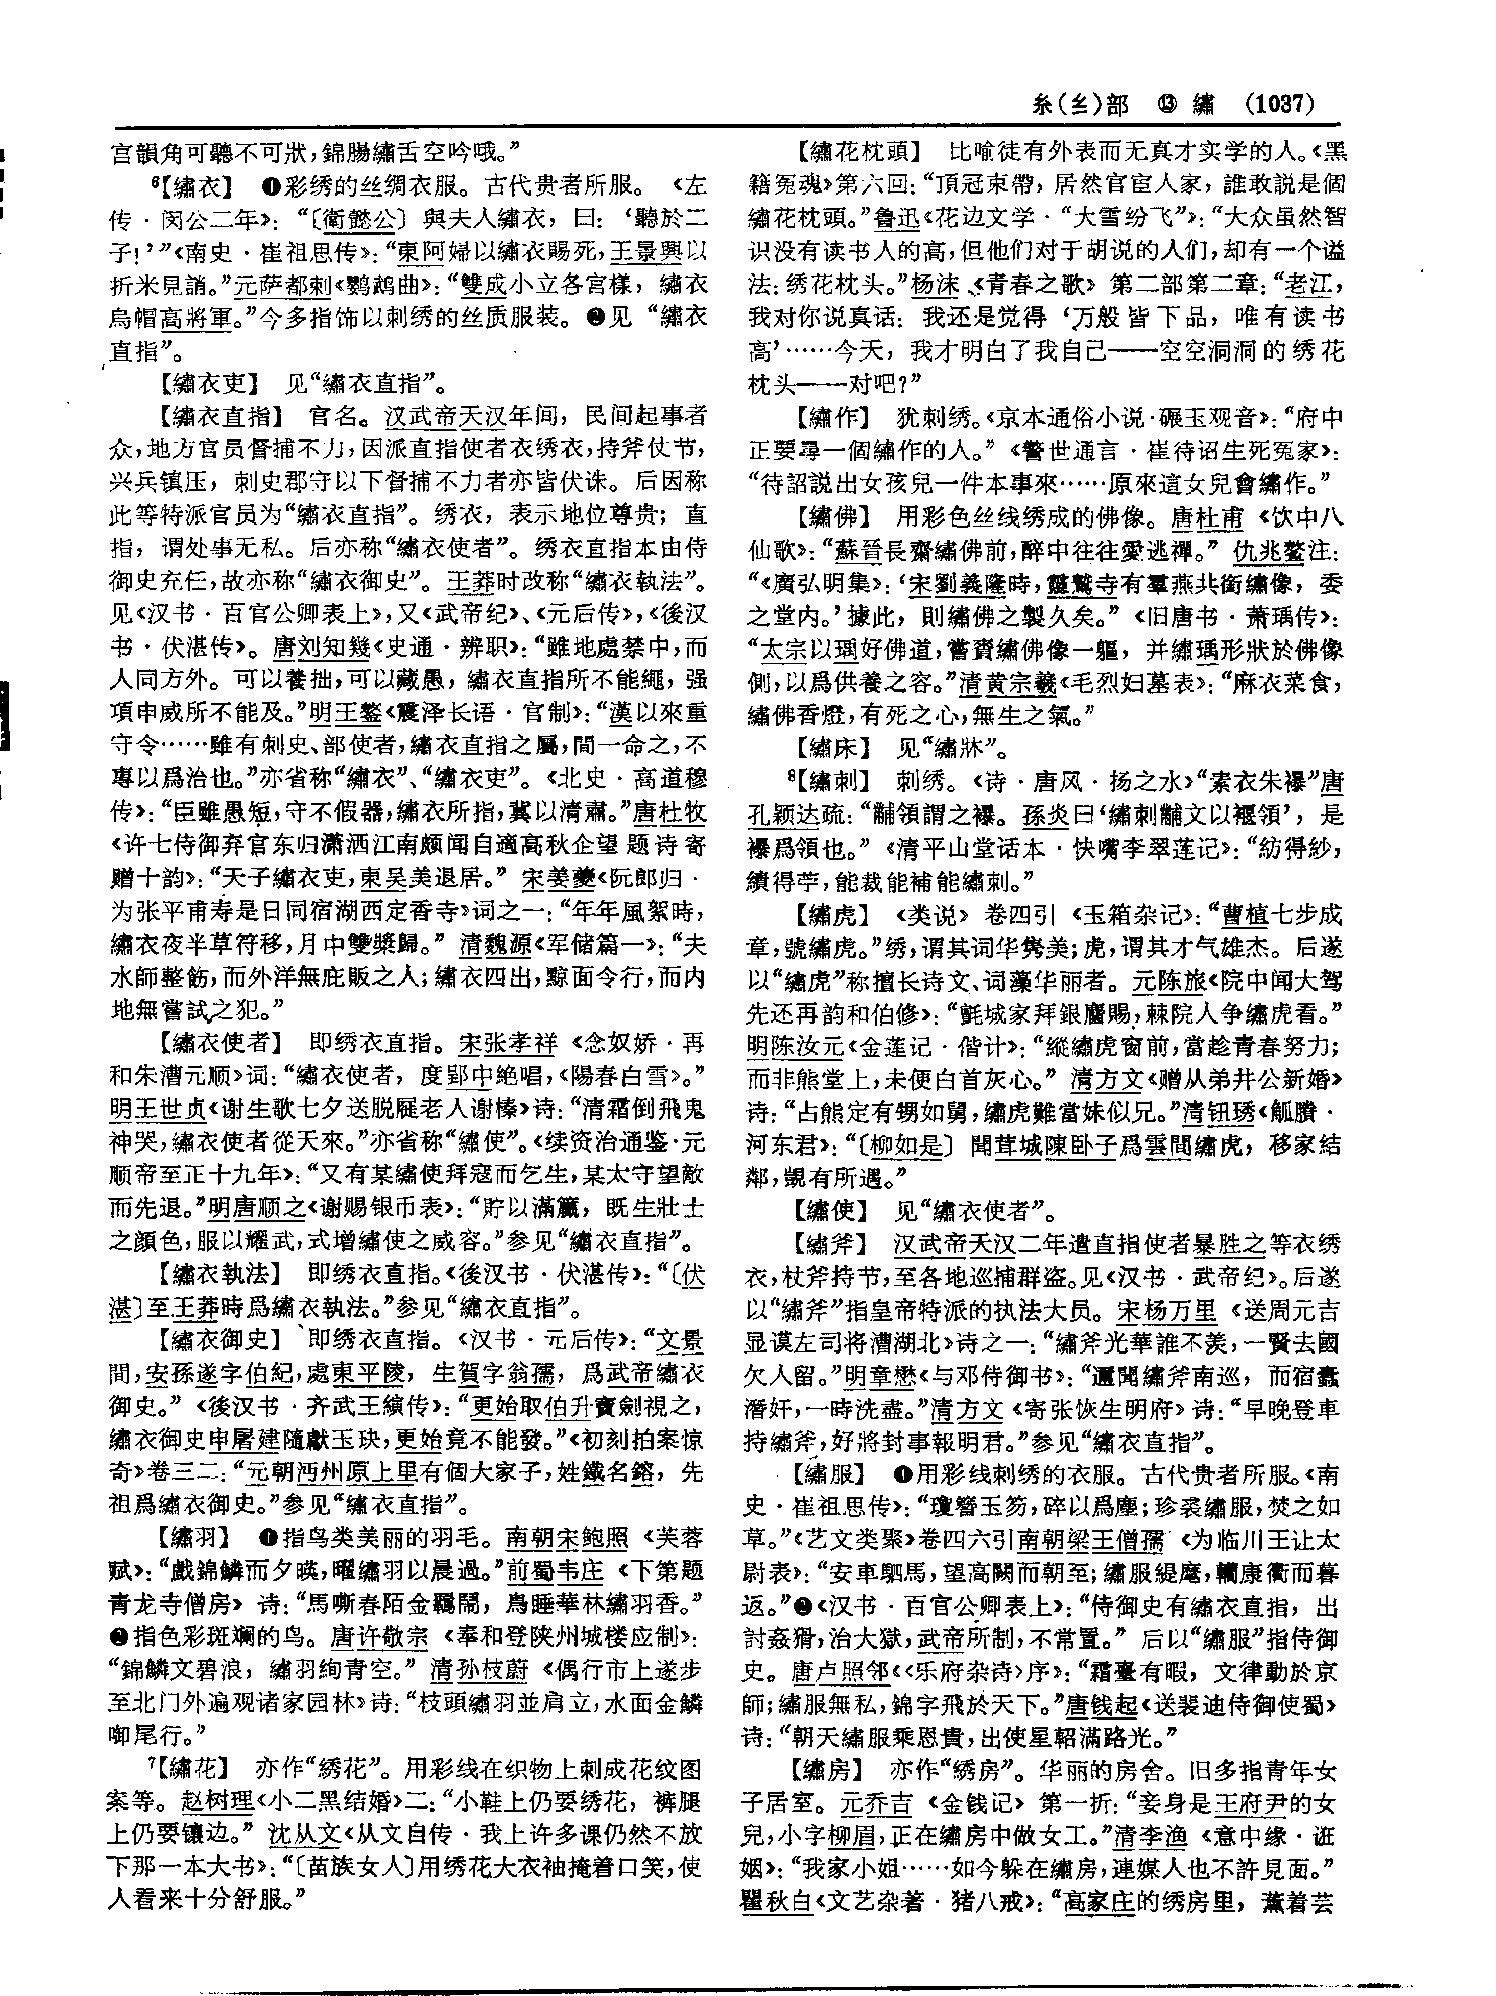 糸(纟)部 ⑬ 繡 (1037)
宫韻角可聽不可狀,錦腸繡舌空吟哦。”
⁶【繡衣】 ❶彩绣的丝绸衣服。古代贵者所服。《左
传·闵公二年》:“〔衛懿公〕與夫人繡衣,曰:‘聽於二
子!’”《南史·崔祖思传》:“東阿婦以繡衣賜死,王景興以
折米見誚。”元萨都剌《鹦鹉曲》:“雙成小立各宫樣,繡衣
烏帽高將軍。”今多指饰以刺绣的丝质服装。❷见“繡衣
直指”。
【繡衣吏】 见“繡衣直指”。
【繡衣直指】 官名。汉武帝天汉年间,民间起事者
众,地方官员督捕不力,因派直指使者衣绣衣,持斧仗节,
兴兵镇压,刺史郡守以下督捕不力者亦皆伏诛。后因称
此等特派官员为“繡衣直指”。绣衣,表示地位尊贵;直
指,谓处事无私。后亦称“繡衣使者”。绣衣直指本由侍
御史充任,故亦称“繡衣御史”。王莽时改称“繡衣執法”。
见《汉书·百官公卿表上》,又《武帝纪》、《元后传》,《後汉
书·伏湛传》。唐刘知幾《史通·辨职》:“雖地處禁中,而
人同方外。可以養拙,可以藏愚,繡衣直指所不能繩,强
項申威所不能及。”明王鏊《震泽长语·官制》:“漢以來重
守令……雖有刺史、部使者,繡衣直指之屬,間一命之,不
專以爲治也。”亦省称“繡衣”、“繡衣吏”。《北史·高道穆
传》:“臣雖愚短,守不假器,繡衣所指,冀以清肅。”唐杜牧
《许七侍御弃官东归潇洒江南颇闻自適高秋企望题诗寄
赠十韵》:“天子繡衣吏,東吴美退居。”宋姜夔《阮郎归·
为张平甫寿是日同宿湖西定香寺》词之一:“年年風絮時,
繡衣夜半草符移,月中雙槳歸。”清魏源《军储篇一》:“夫
水師整飭,而外洋無庇販之人;繡衣四出,黥面令行,而内
地無嘗試之犯。”
【繡衣使者】 即绣衣直指。宋张孝祥《念奴娇·再
和朱漕元顺》词:“繡衣使者,度郢中絶唱,《陽春白雪》。”
明王世贞《谢生歌七夕送脱屣老人谢榛》诗:“清霜倒飛鬼
神哭,繡衣使者從天來。”亦省称“繡使”。《续资治通鉴·元
顺帝至正十九年》:“又有某繡使拜寇而乞生,某太守望敵
而先退。”明唐顺之《谢赐银币表》:“貯以滿籯,既生壯士
之顔色,服以耀武,式增繡使之威容。”参见“繡衣直指”。
【繡衣執法】 即绣衣直指。《後汉书·伏湛传》:“〔伏
湛〕至王莽時爲繡衣執法。”参见“繡衣直指”。
【繡衣御史】 即绣衣直指。《汉书·元后传》:“文景
間,安孫遂字伯紀,處東平陵,生賀字翁孺,爲武帝繡衣
御史。”《後汉书·齐武王縯传》:“更始取伯升寶劍視之,
繡衣御史申屠建隨獻玉玦,更始竟不能發。”《初刻拍案惊
奇》卷三二:“元朝沔州原上里有個大家子,姓鐵名鎔,先
祖爲繡衣御史。”参见“繡衣直指”。
【繡羽】 ❶指鸟类美丽的羽毛。南朝宋鲍照《芙蓉
赋》:“戲錦鱗而夕暎,曜繡羽以晨過。”前蜀韦庄《下第题
青龙寺僧房》诗:“馬嘶春陌金羈鬧,鳥睡華林繡羽香。”
❷指色彩斑斓的鸟。唐许敬宗《奉和登陕州城楼应制》:
“錦鱗文碧浪,繡羽絢青空。”清孙枝蔚《偶行市上遂步
至北门外遍观诸家园林》诗:“枝頭繡羽並肩立,水面金鱗
啣尾行。”
⁷【繡花】 亦作“綉花”。用彩线在织物上刺成花纹图
案等。赵树理《小二黑结婚》二:“小鞋上仍要绣花,裤腿
上仍要镶边。”沈从文《从文自传·我上许多课仍然不放
下那一本大书》:“〔苗族女人〕用绣花大衣袖掩着口笑,使
人看来十分舒服。”
【繡花枕頭】 比喻徒有外表而无真才实学的人。《黑
籍冤魂》第六回:“頂冠束帶,居然官宦人家,誰敢説是個
繡花枕頭。”鲁迅《花边文学·“大雪纷飞”》:“大众虽然智
识没有读书人的高,但他们对于胡说的人们,却有一个谥
法:绣花枕头。”杨沫《青春之歌》第二部第二章:“老江,
我对你说真话:我还是觉得‘万般皆下品,唯有读书
高’……今天,我才明白了我自己——空空洞洞的绣花
枕头——对吧?”
【繡作】 犹刺绣。《京本通俗小说·碾玉观音》:“府中
正要尋一個繡作的人。”《警世通言·崔待诏生死冤家》:
“待詔説出女孩兒一件本事來……原來這女兒會繡作。”
【繡佛】 用彩色丝线绣成的佛像。唐杜甫《饮中八
仙歌》:“蘇晉長齋繡佛前,醉中往往愛逃禪。”仇兆鳌注:
“《廣弘明集》:‘宋劉義隆時,靈鷲寺有羣燕共銜繡像,委
之堂内。’據此,則繡佛之製久矣。”《旧唐书·萧瑀传》:
“太宗以瑀好佛道,嘗賚繡佛像一軀,并繡瑀形狀於佛像
側,以爲供養之容。”清黄宗羲《毛烈妇墓表》:“麻衣菜食,
繡佛香燈,有死之心,無生之氣。”
【繡床】 见“繡牀”。
⁸【繡刺】 刺绣。《诗·唐风·扬之水》“素衣朱襮”唐
孔颖达疏:“黼領謂之襮。孫炎曰‘繡刺黼文以褗領’,是
襮爲領也。”《清平山堂话本·快嘴李翠莲记》:“紡得紗,
績得苧,能裁能補能繡刺。”
【繡虎】 《类说》卷四引《玉箱杂记》:“曹植七步成
章,號繡虎。”绣,谓其词华隽美;虎,谓其才气雄杰。后遂
以“繡虎”称擅长诗文、词藻华丽者。元陈旅《院中闻大驾
先还再韵和伯修》:“氈城家拜銀麞賜,棘院人争繡虎看。”
明陈汝元《金莲记·偕计》:“縱繡虎窗前,當趁青春努力;
而非熊堂上,未便白首灰心。”清方文《赠从弟井公新婚》
诗:“占熊定有甥如舅,繡虎難當妹似兄。”清钮琇《觚賸·
河东君》:“〔柳如是〕聞茸城陳卧子爲雲間繡虎,移家結
鄰,覬有所遇。”
【繡使】 见“繡衣使者”。
【繡斧】 汉武帝天汉二年遣直指使者暴胜之等衣绣
衣,杖斧持节,至各地巡捕群盗。见《汉书·武帝纪》。后遂
以“繡斧”指皇帝特派的执法大员。宋杨万里《送周元吉
显谟左司将漕湖北》诗之一:“繡斧光華誰不羡,一賢去國
欠人留。”明章懋《与邓侍御书》:“邇聞繡斧南巡,而宿蠹
潛奸,一時洗盡。”清方文《寄张恢生明府》诗:“早晚登車
持繡斧,好將封事報明君。”参见“繡衣直指”。
【繡服】 ❶用彩线刺绣的衣服。古代贵者所服。《南
史·崔祖思传》:“瓊簪玉笏,碎以爲塵;珍裘繡服,焚之如
草。”《艺文类聚》卷四六引南朝梁王僧孺《为临川王让太
尉表》:“安車駟馬,望高闕而朝至;繡服緹麾,轥康衢而暮
返。”❷《汉书·百官公卿表上》:“侍御史有繡衣直指,出
討姦猾,治大獄,武帝所制,不常置。”后以“繡服”指侍御
史。唐卢照邻《〈乐府杂诗〉序》:“霜臺有暇,文律動於京
師;繡服無私,錦字飛於天下。”唐钱起《送裴迪侍御使蜀》
诗:“朝天繡服乘恩貴,出使星軺滿路光。”
【繡房】 亦作“綉房”。华丽的房舍。旧多指青年女
子居室。元乔吉《金钱记》第一折:“妾身是王府尹的女
兒,小字柳眉,正在繡房中做女工。”清李渔《意中缘·诳
姻》:“我家小姐……如今躲在繡房,連媒人也不許見面。”
瞿秋白《文艺杂著·猪八戒》:“高家庄的绣房里,薰着芸